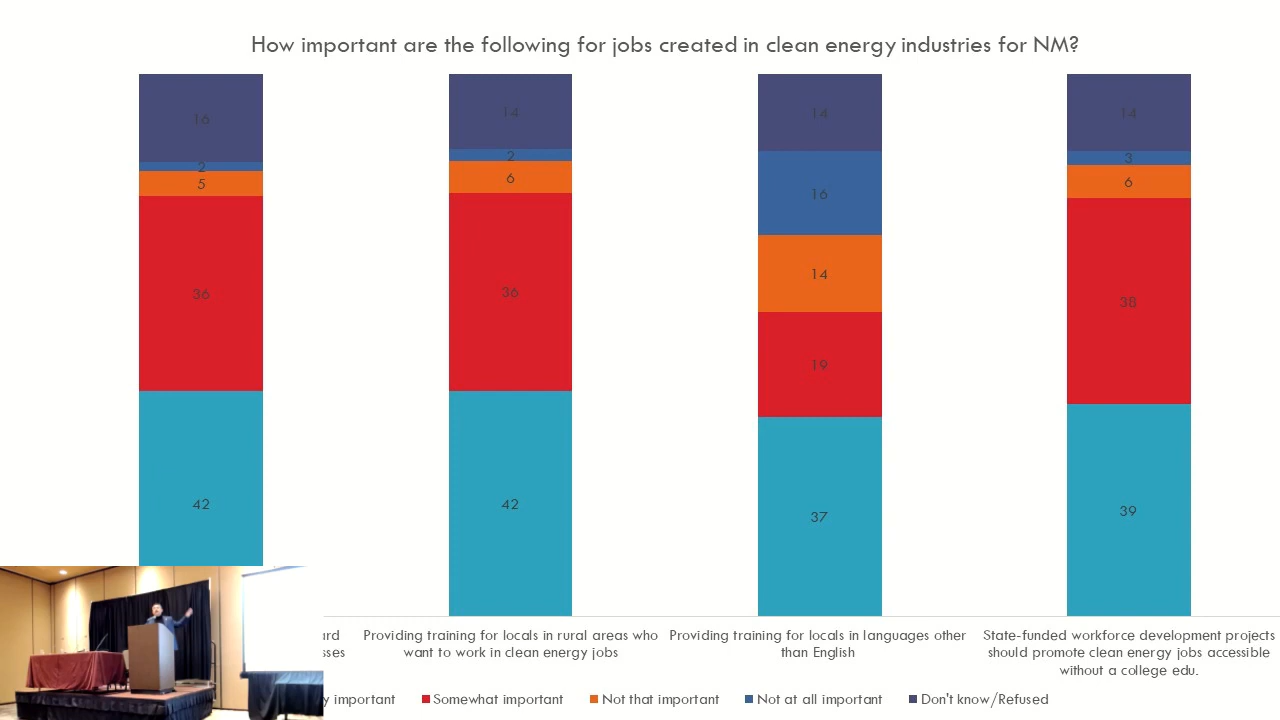 How important are the following for jobs created in clean energy industries for NM?
16
14
14
14
2
2
16
3
5
6
14
6
36
36
19
38
42
42
37
39
Providing training for locals in rural areas who
want to work in clean energy jobs
Providing training for locals in languages other
than English
State-funded workforce development projects
should promote clean energy jobs accessible
without a college edu.
important
Somewhat important
Not that important
Not at all important
Don't know/Refused